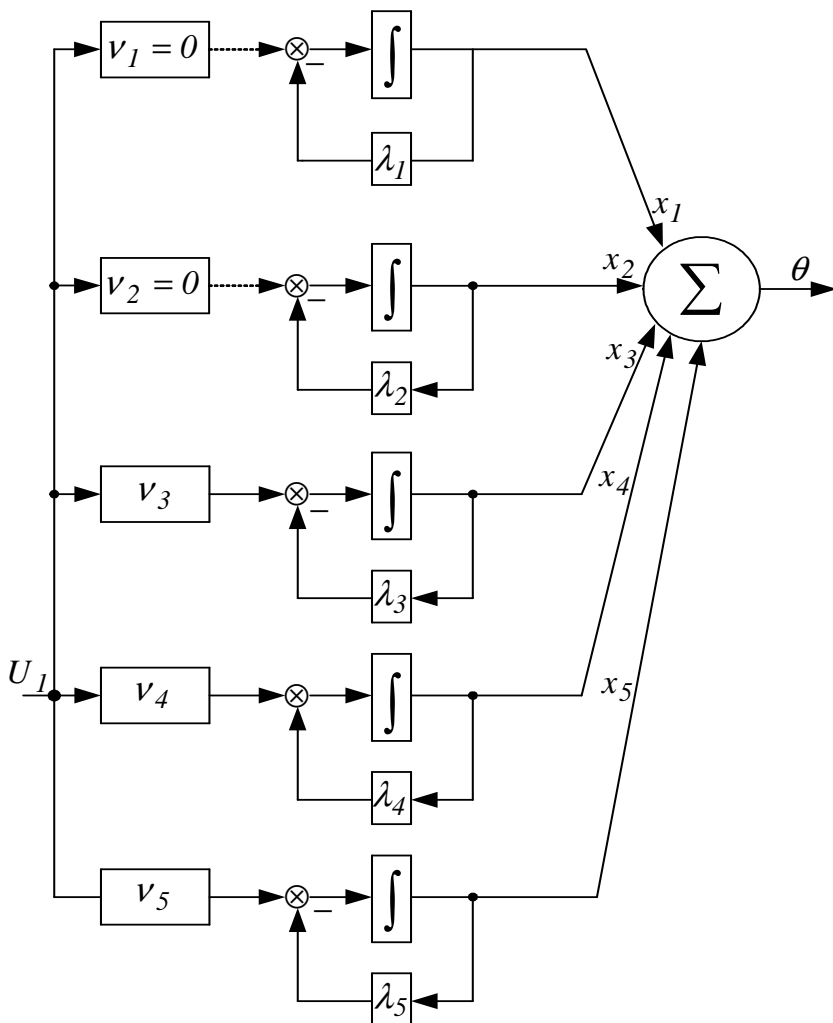 ν₁ = 0
−
∫
λ₁
x₁
ν₂ = 0
−
∫
λ₂
x₂
Σ
θ
ν₃
−
∫
λ₃
x₃
U₁
ν₄
∫
λ₄
x₄
ν₅
−
∫
λ₅
x₅